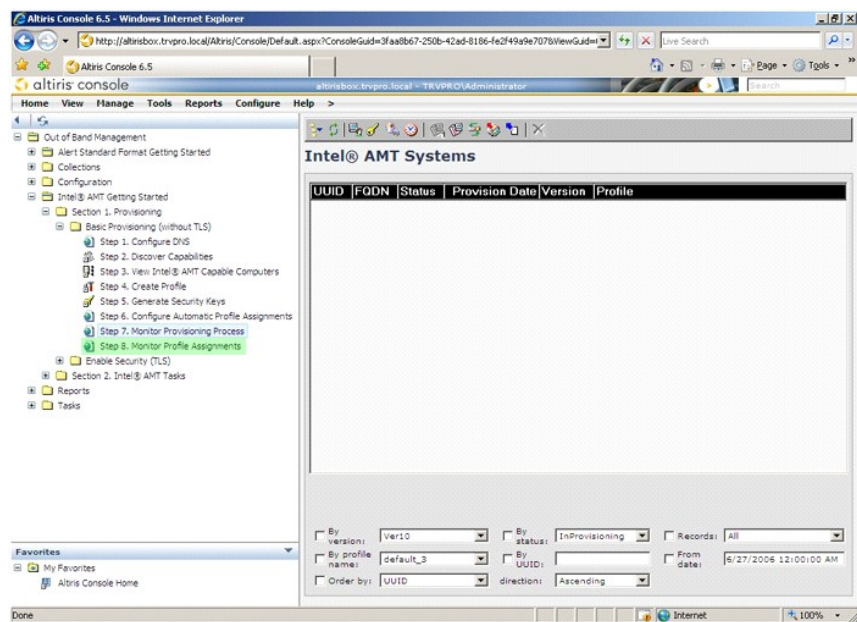 Altiris Console 6.5 - Windows Internet Explorer
http://altirisbox.trvpro.local/Altiris/Console/Default.aspx?ConsoleGuid=3faa8b67-250b-42ad-8186-fe2f49a9e707&ViewGuid=
Live Search
Altiris Console 6.5
Page
Tools
altiris console
altirisbox.trvpro.local - TRVPRO\Administrator
Search
Home View Manage Tools Reports Configure Help >
Out of Band Management
Alert Standard Format Getting Started
Collections
Configuration
Intel® AMT Getting Started
Section 1. Provisioning
Basic Provisioning (without TLS)
Step 1. Configure DNS
Step 2. Discover Capabilities
Step 3. View Intel® AMT Capable Computers
Step 4. Create Profile
Step 5. Generate Security Keys
Step 6. Configure Automatic Profile Assignments
Step 7. Monitor Provisioning Process
Step 8. Monitor Profile Assignments
Enable Security (TLS)
Section 2. Intel® AMT Tasks
Reports
Tasks
Favorites
My Favorites
Altiris Console Home
Intel® AMT Systems
UUID FQDN Status Provision Date Version Profile
By version: Ver10 By status: InProvisioning Records: All
By profile name: default_3 By UUID: From date: 6/27/2006 12:00:00 AM
Order by: UUID direction: Ascending
Done
Internet
100%